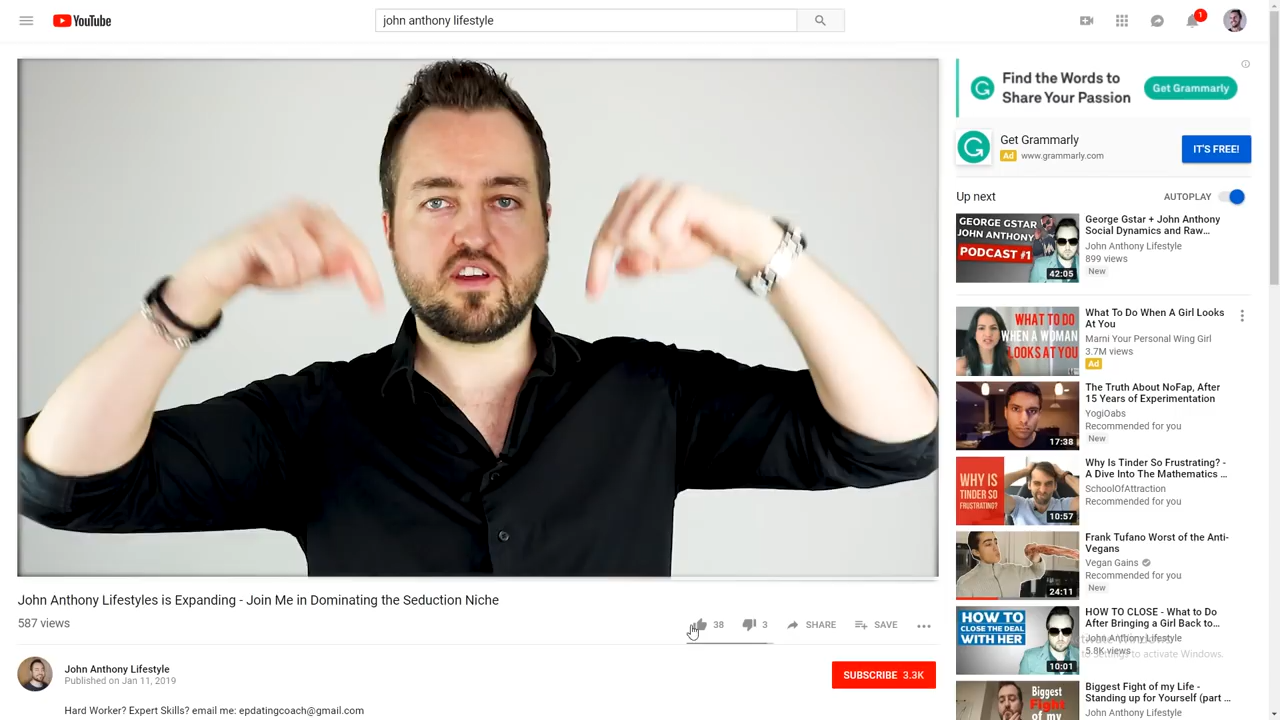 YouTube
john anthony lifestyle
1
Find the Words to
Share Your Passion
Get Grammarly
Get Grammarly
Ad www.grammarly.com
IT'S FREE!
Up next
AUTOPLAY
GEORGE GSTAR
JOHN ANTHONY
PODCAST #1
42:05
George Gstar + John Anthony
Social Dynamics and Raw...
John Anthony Lifestyle
899 views
New
WHAT TO DO
WHEN A WOMAN
LOOKS AT YOU
What To Do When A Girl Looks
At You
Marni Your Personal Wing Girl
3.7M views
Ad
17:38
The Truth About NoFap, After
15 Years of Experimentation
YogiOabs
Recommended for you
New
WHY IS
TINDER SO
FRUSTRATING?
10:57
Why Is Tinder So Frustrating? -
A Dive Into The Mathematics ...
SchoolOfAttraction
Recommended for you
24:11
Frank Tufano Worst of the Anti-
Vegans
Vegan Gains
Recommended for you
New
HOW TO
CLOSE THE DEAL
WITH HER
10:01
HOW TO CLOSE - What to Do
After Bringing a Girl Back to...
John Anthony Lifestyle
5.8K views
to activate Windows.
Biggest
Fight
of my
Biggest Fight of my Life -
Standing up for Yourself (part ...
John Anthony Lifestyle
John Anthony Lifestyles is Expanding - Join Me in Dominating the Seduction Niche
587 views
38
3
SHARE
SAVE
John Anthony Lifestyle
Published on Jan 11, 2019
SUBSCRIBE 3.3K
Hard Worker? Expert Skills? email me: epdatingcoach@gmail.com